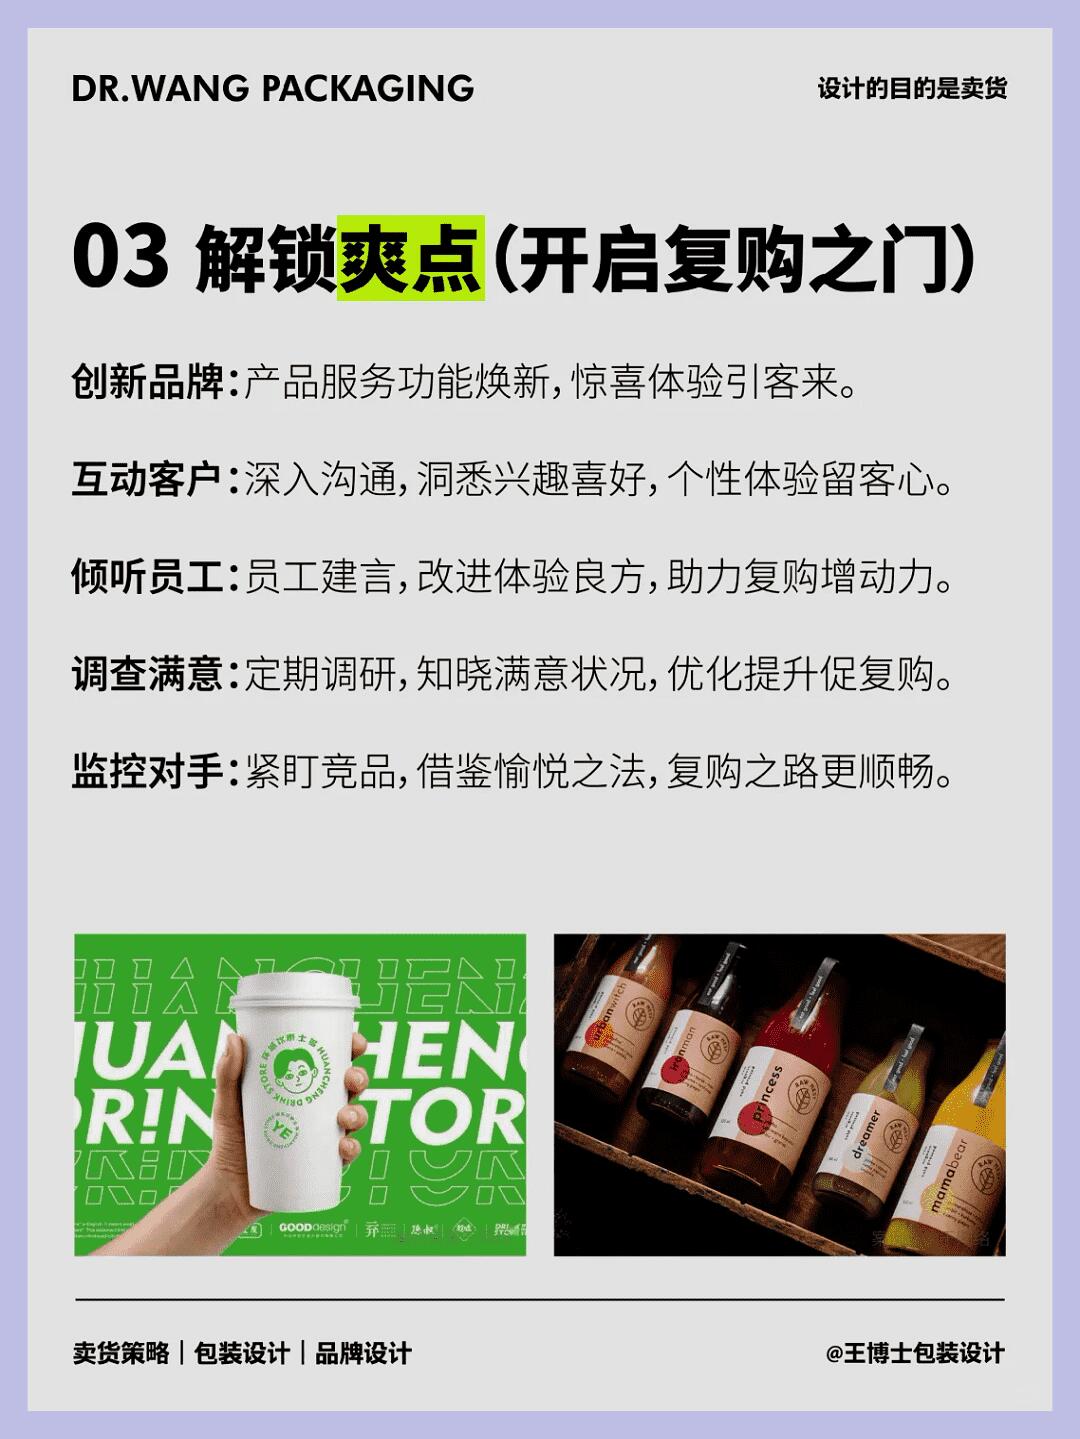 DR.WANG PACKAGING
设计的目的是卖货
03 解锁爽点(开启复购之门)
创新品牌：产品服务功能焕新，惊喜体验引客来。
互动客户：深入沟通，洞悉兴趣喜好，个性体验留客心。
倾听员工：员工建言，改进体验良方，助力复购增动力。
调查满意：定期调研，知晓满意状况，优化提升促复购。
监控对手：紧盯竞品，借鉴愉悦之法，复购之路更顺畅。
HUANCHENG DRINK STORE
YE
GOODdesign
urbanwitch
ironman
princess
dreamer
mamabear
卖货策略｜包装设计｜品牌设计
@王博士包装设计